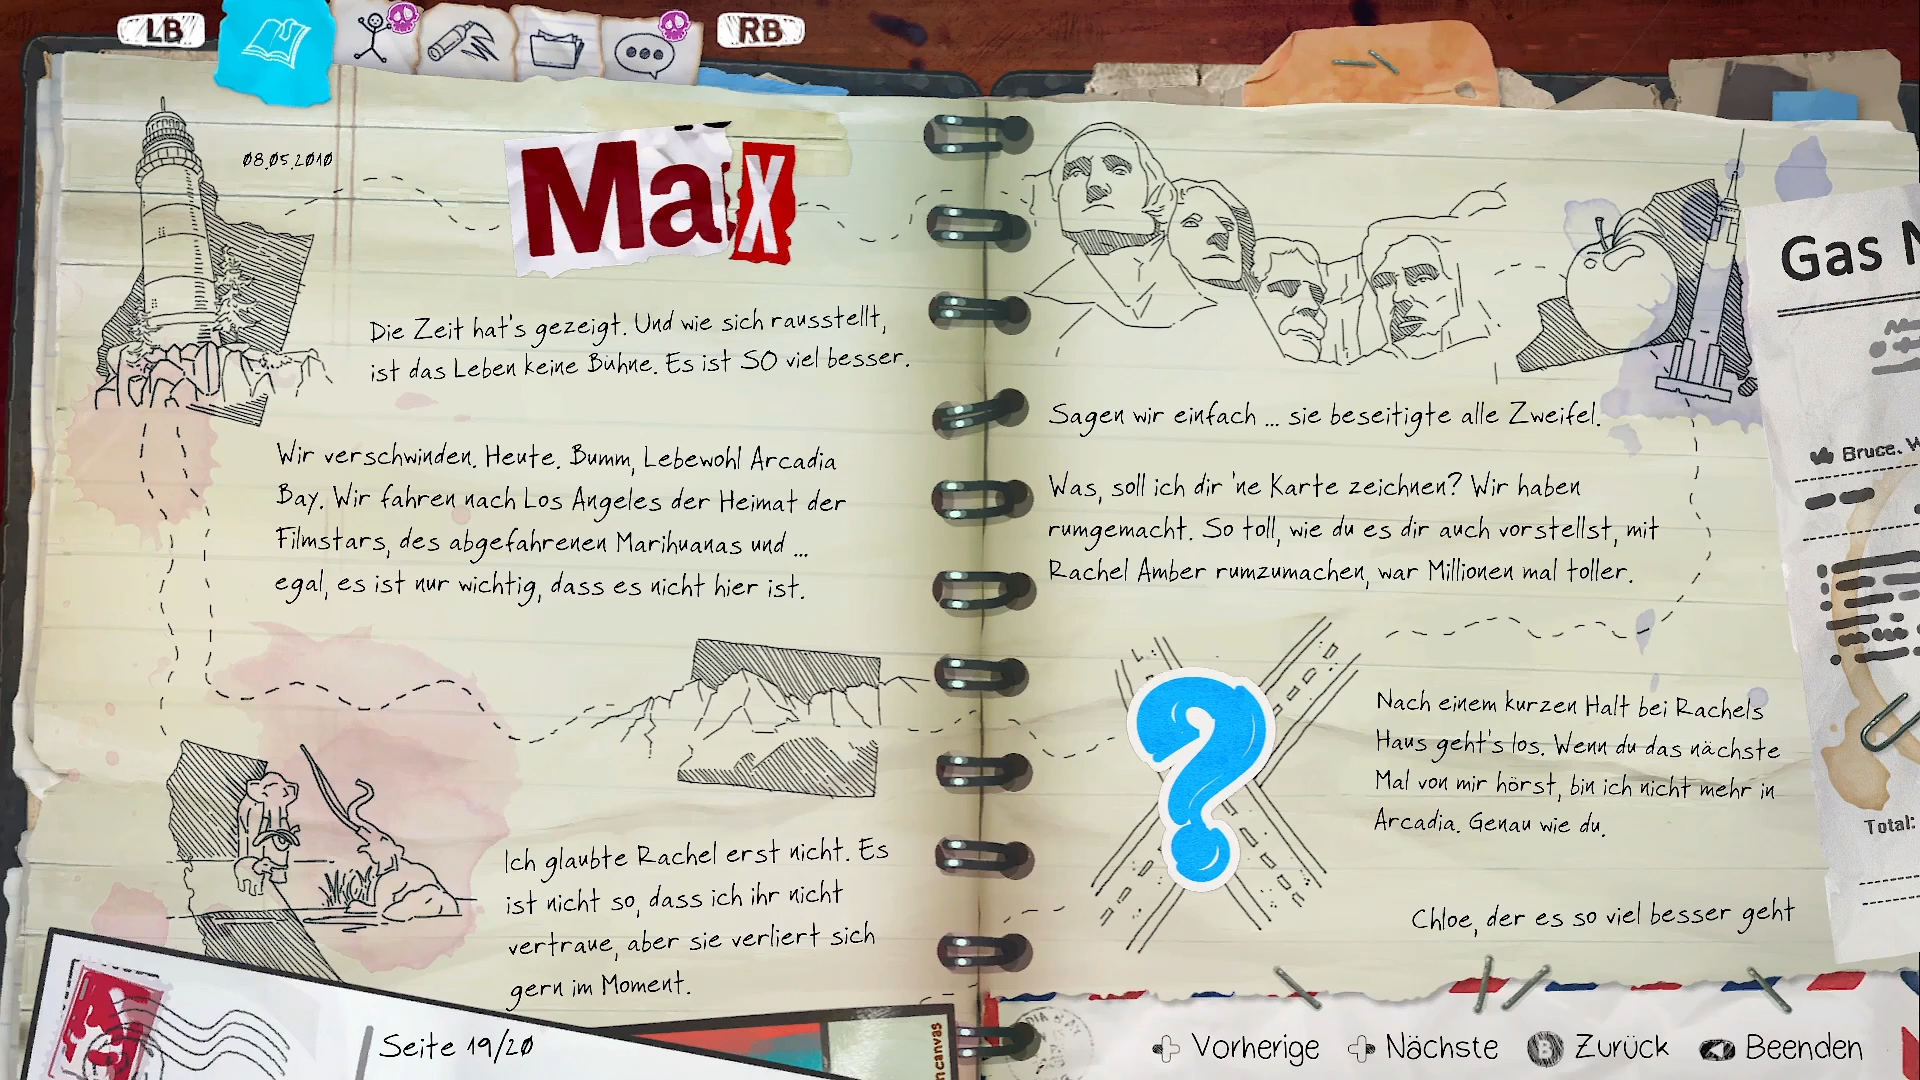 LB
RB
08.05.2010
Max
Die Zeit hat's gezeigt. Und wie sich rausstellt,
ist das Leben keine Bühne. Es ist SO viel besser.
Wir verschwinden. Heute. Bumm, Lebewohl Arcadia
Bay. Wir fahren nach Los Angeles der Heimat der
Filmstars, des abgefahrenen Marihuanas und ...
egal, es ist nur wichtig, dass es nicht hier ist.
Ich glaubte Rachel erst nicht. Es
ist nicht so, dass ich ihr nicht
vertraue, aber sie verliert sich
gern im Moment.
Seite 19/20
Sagen wir einfach ... sie beseitigte alle Zweifel.
Was, soll ich dir 'ne Karte zeichnen? Wir haben
rumgemacht. So toll, wie du es dir auch vorstellst, mit
Rachel Amber rumzumachen, war Millionen mal toller.
?
Nach einem kurzen Halt bei Rachels
Haus geht's los. Wenn du das nächste
Mal von mir hörst, bin ich nicht mehr in
Arcadia. Genau wie du.
Chloe, der es so viel besser geht
Gas
Bruce. W
Total:
Vorherige
Nächste
B Zurück
Beenden